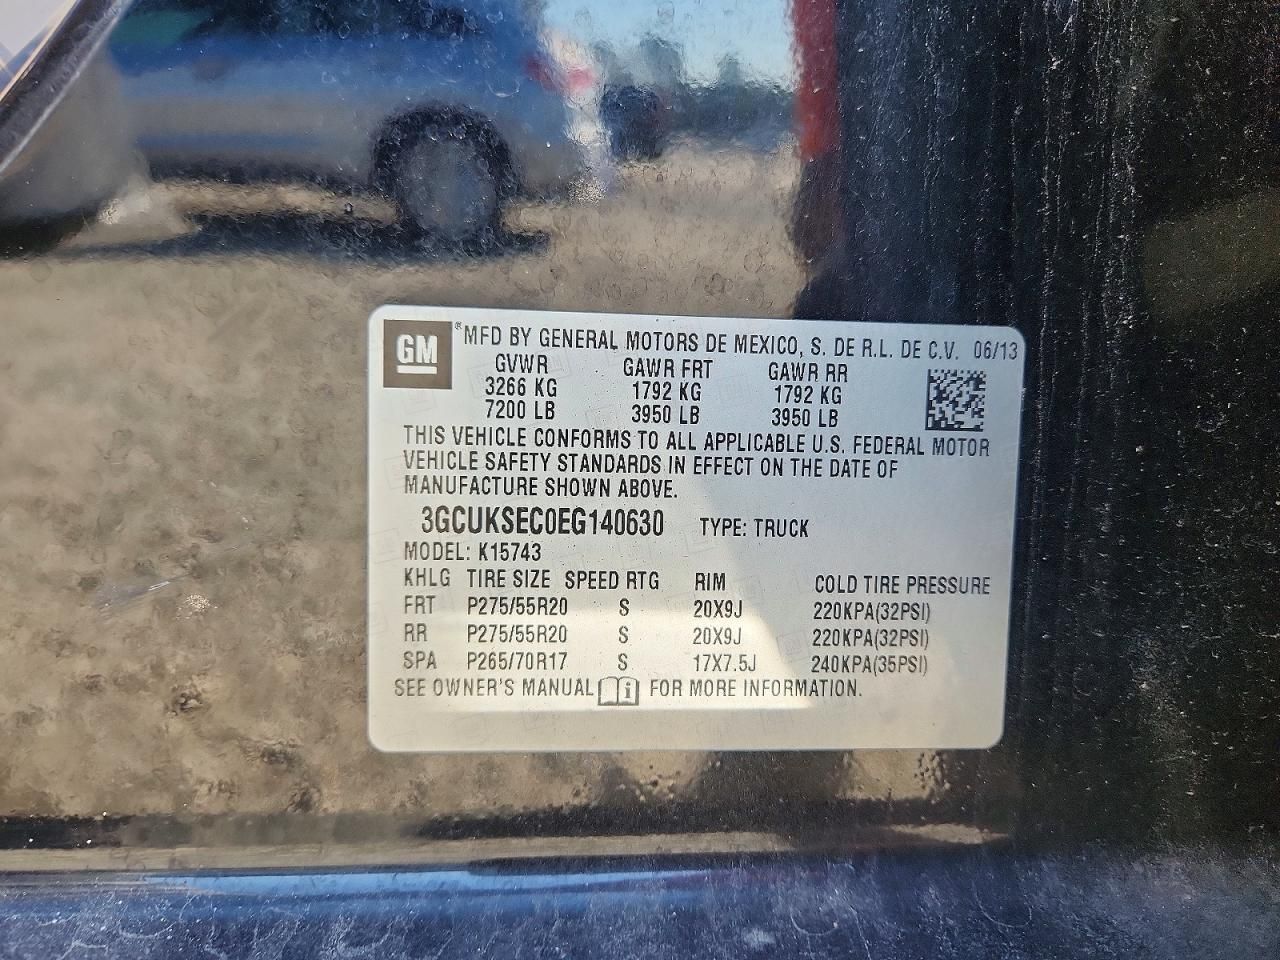 GM ® MFD BY GENERAL MOTORS DE MEXICO, S. DE R.L. DE C.V. 06/13
GVWR GAWR FRT GAWR RR
3266 KG 1792 KG 1792 KG
7200 LB 3950 LB 3950 LB
THIS VEHICLE CONFORMS TO ALL APPLICABLE U.S. FEDERAL MOTOR
VEHICLE SAFETY STANDARDS IN EFFECT ON THE DATE OF
MANUFACTURE SHOWN ABOVE.
3GCUKSEC0EG140630 TYPE: TRUCK
MODEL: K15743
KHLG TIRE SIZE SPEED RTG RIM COLD TIRE PRESSURE
FRT P275/55R20 S 20X9J 220KPA(32PSI)
RR P275/55R20 S 20X9J 220KPA(32PSI)
SPA P265/70R17 S 17X7.5J 240KPA(35PSI)
SEE OWNER'S MANUAL FOR MORE INFORMATION.